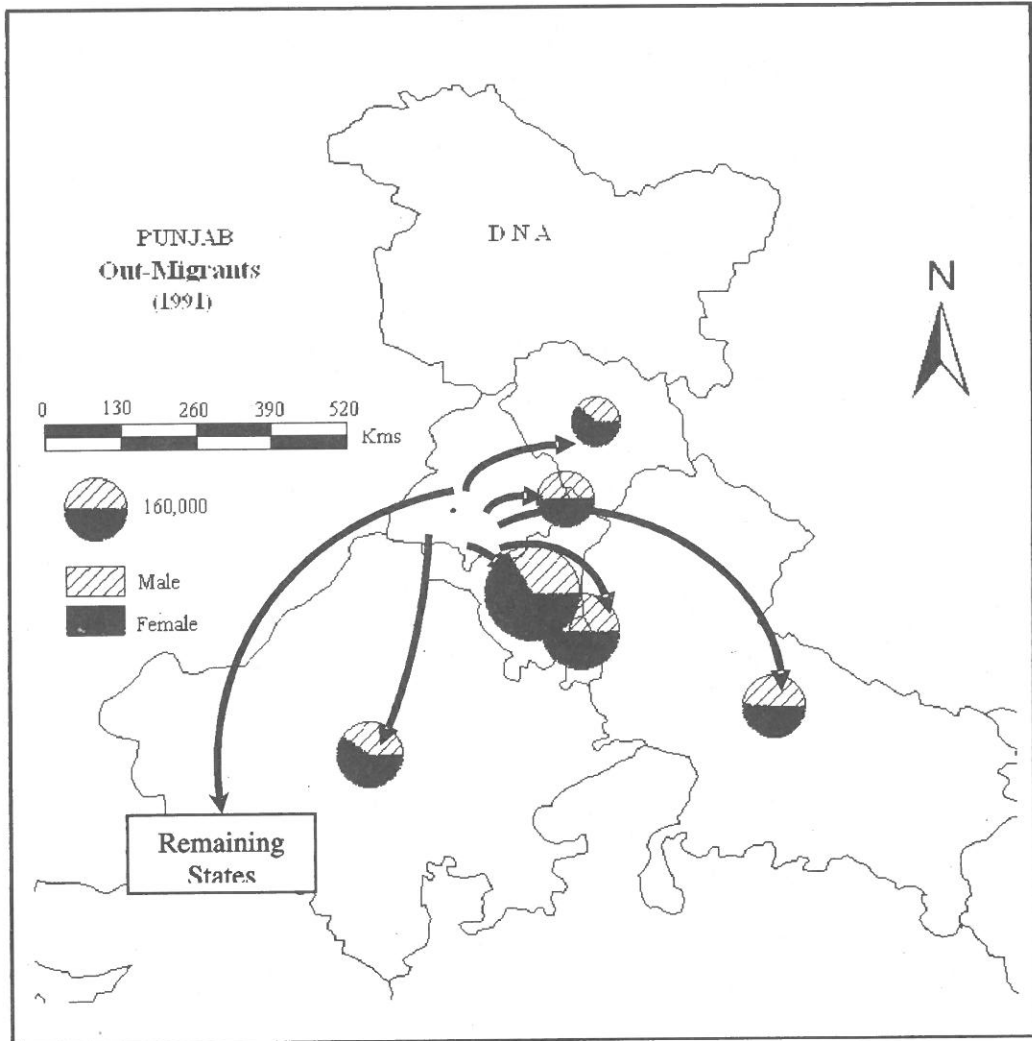 PUNJAB
Out-Migrants
(1991)
D N A
N
0 130 260 390 520
Kms
160,000
Male
Female
Remaining
States